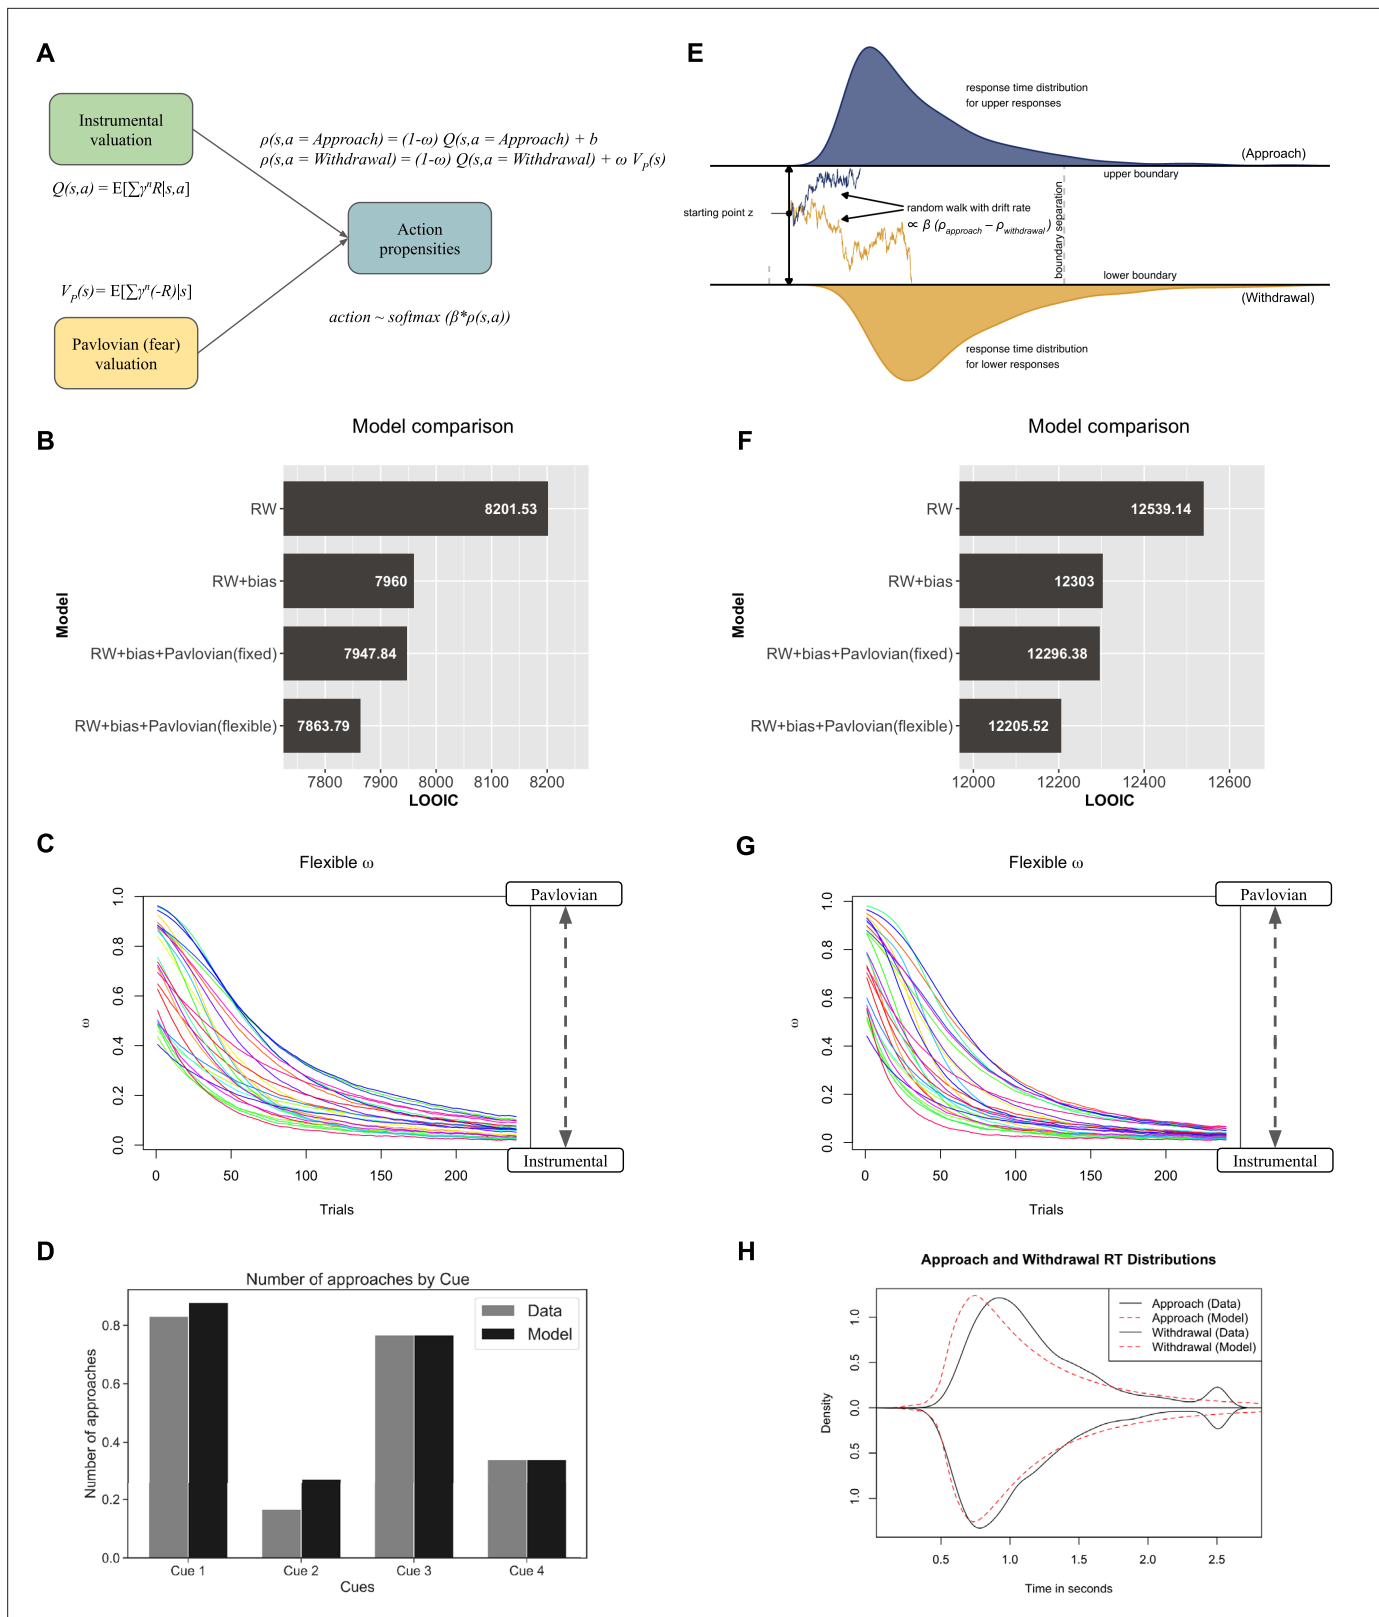 A
Instrumental
valuation
Q(s,a) = E[∑γⁿR|s,a]
ρ(s,a = Approach) = (1-ω) Q(s,a = Approach) + b
ρ(s,a = Withdrawal) = (1-ω) Q(s,a = Withdrawal) + ω V_P(s)
Action
propensities
V_P(s)= E[∑γⁿ(-R)|s]
action ~ softmax (β*ρ(s,a))
Pavlovian (fear)
valuation
E
response time distribution
for upper responses
(Approach)
upper boundary
starting point z
random walk with drift rate
∝ β (ρ_approach − ρ_withdrawal)
boundary separation
lower boundary
(Withdrawal)
response time distribution
for lower responses
B
Model comparison
Model
RW
8201.53
RW+bias
7960
RW+bias+Pavlovian(fixed)
7947.84
RW+bias+Pavlovian(flexible)
7863.79
7800 7900 8000 8100 8200
LOOIC
F
Model comparison
Model
RW
12539.14
RW+bias
12303
RW+bias+Pavlovian(fixed)
12296.38
RW+bias+Pavlovian(flexible)
12205.52
12000 12200 12400 12600
LOOIC
C
Flexible ω
Pavlovian
1.0
0.8
0.6
ω
0.4
0.2
0.0
Instrumental
0 50 100 150 200
Trials
G
Flexible ω
Pavlovian
1.0
0.8
0.6
ω
0.4
0.2
0.0
Instrumental
0 50 100 150 200
Trials
D
Number of approaches by Cue
Data
Model
Number of approaches
0.8
0.6
0.4
0.2
0.0
Cue 1 Cue 2 Cue 3 Cue 4
Cues
H
Approach and Withdrawal RT Distributions
Approach (Data)
Approach (Model)
Withdrawal (Data)
Withdrawal (Model)
Density
1.0
0.5
0.0
0.5
1.0
0.5 1.0 1.5 2.0 2.5
Time in seconds